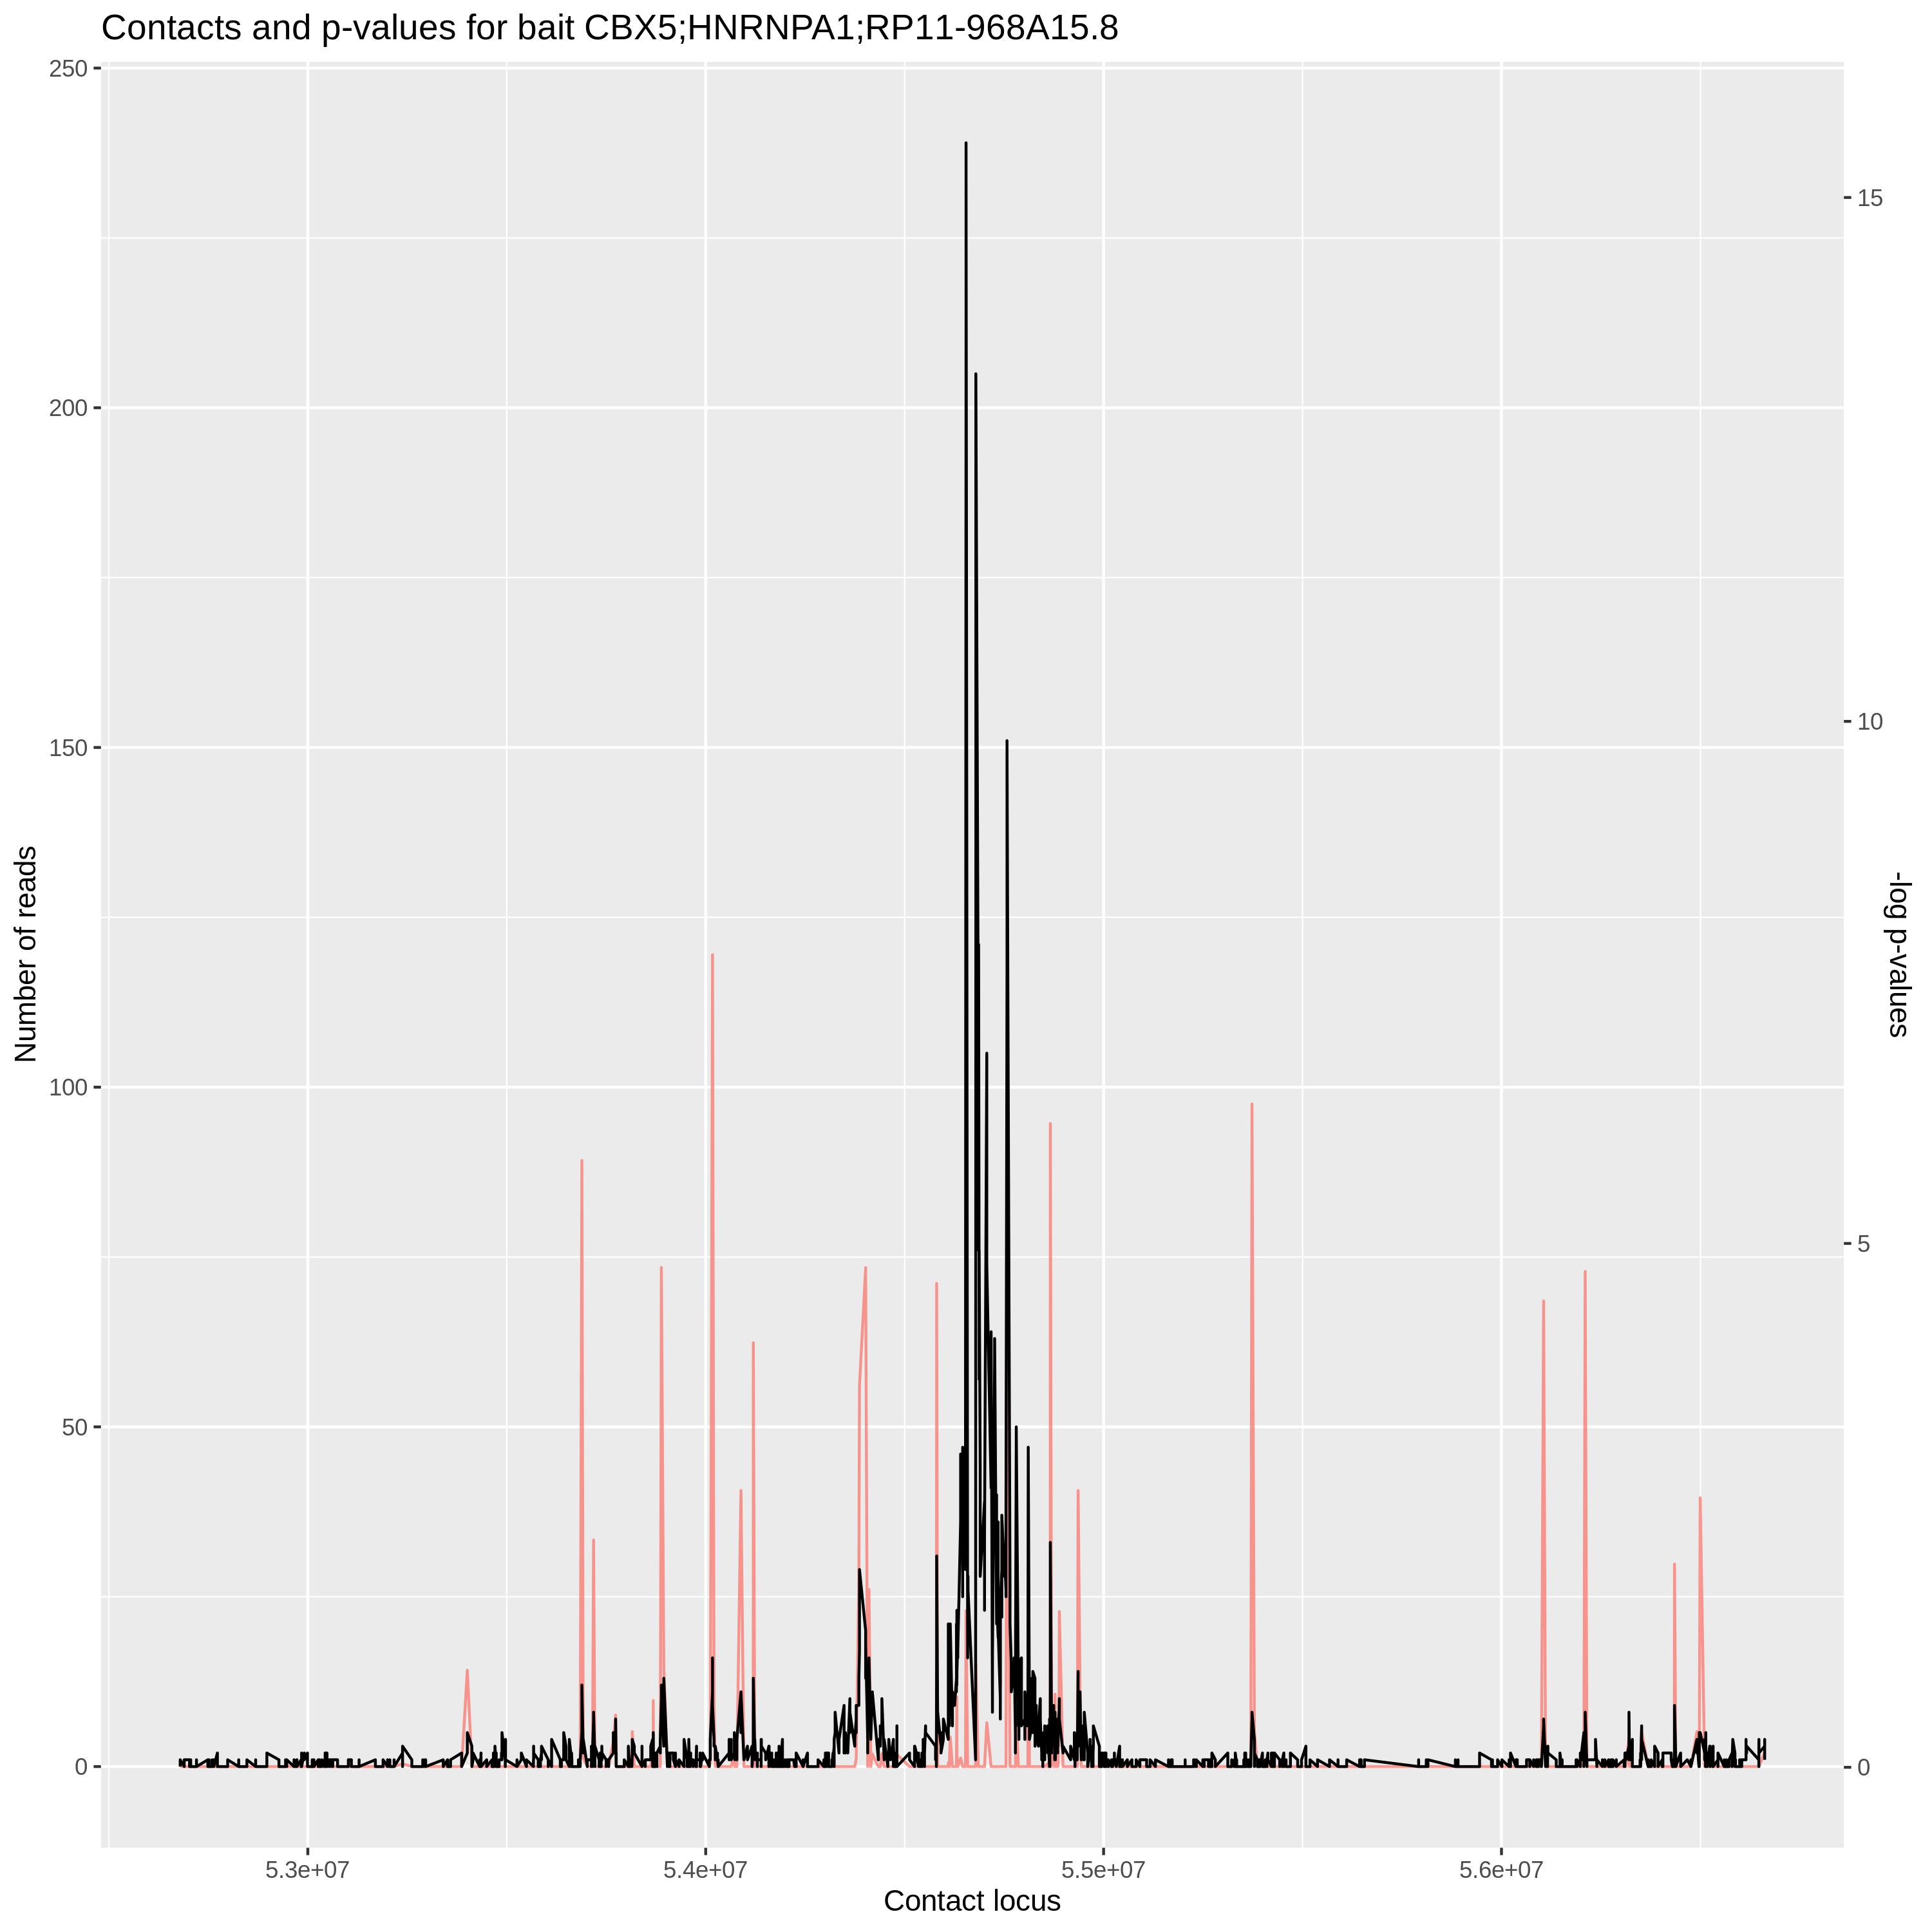 Contacts and p-values for bait CBX5;HNRNPA1;RP11-968A15.8
250
200
150
100
50
0
Number of reads
15
10
5
0
-log p-values
5.3e+07
5.4e+07
5.5e+07
5.6e+07
Contact locus